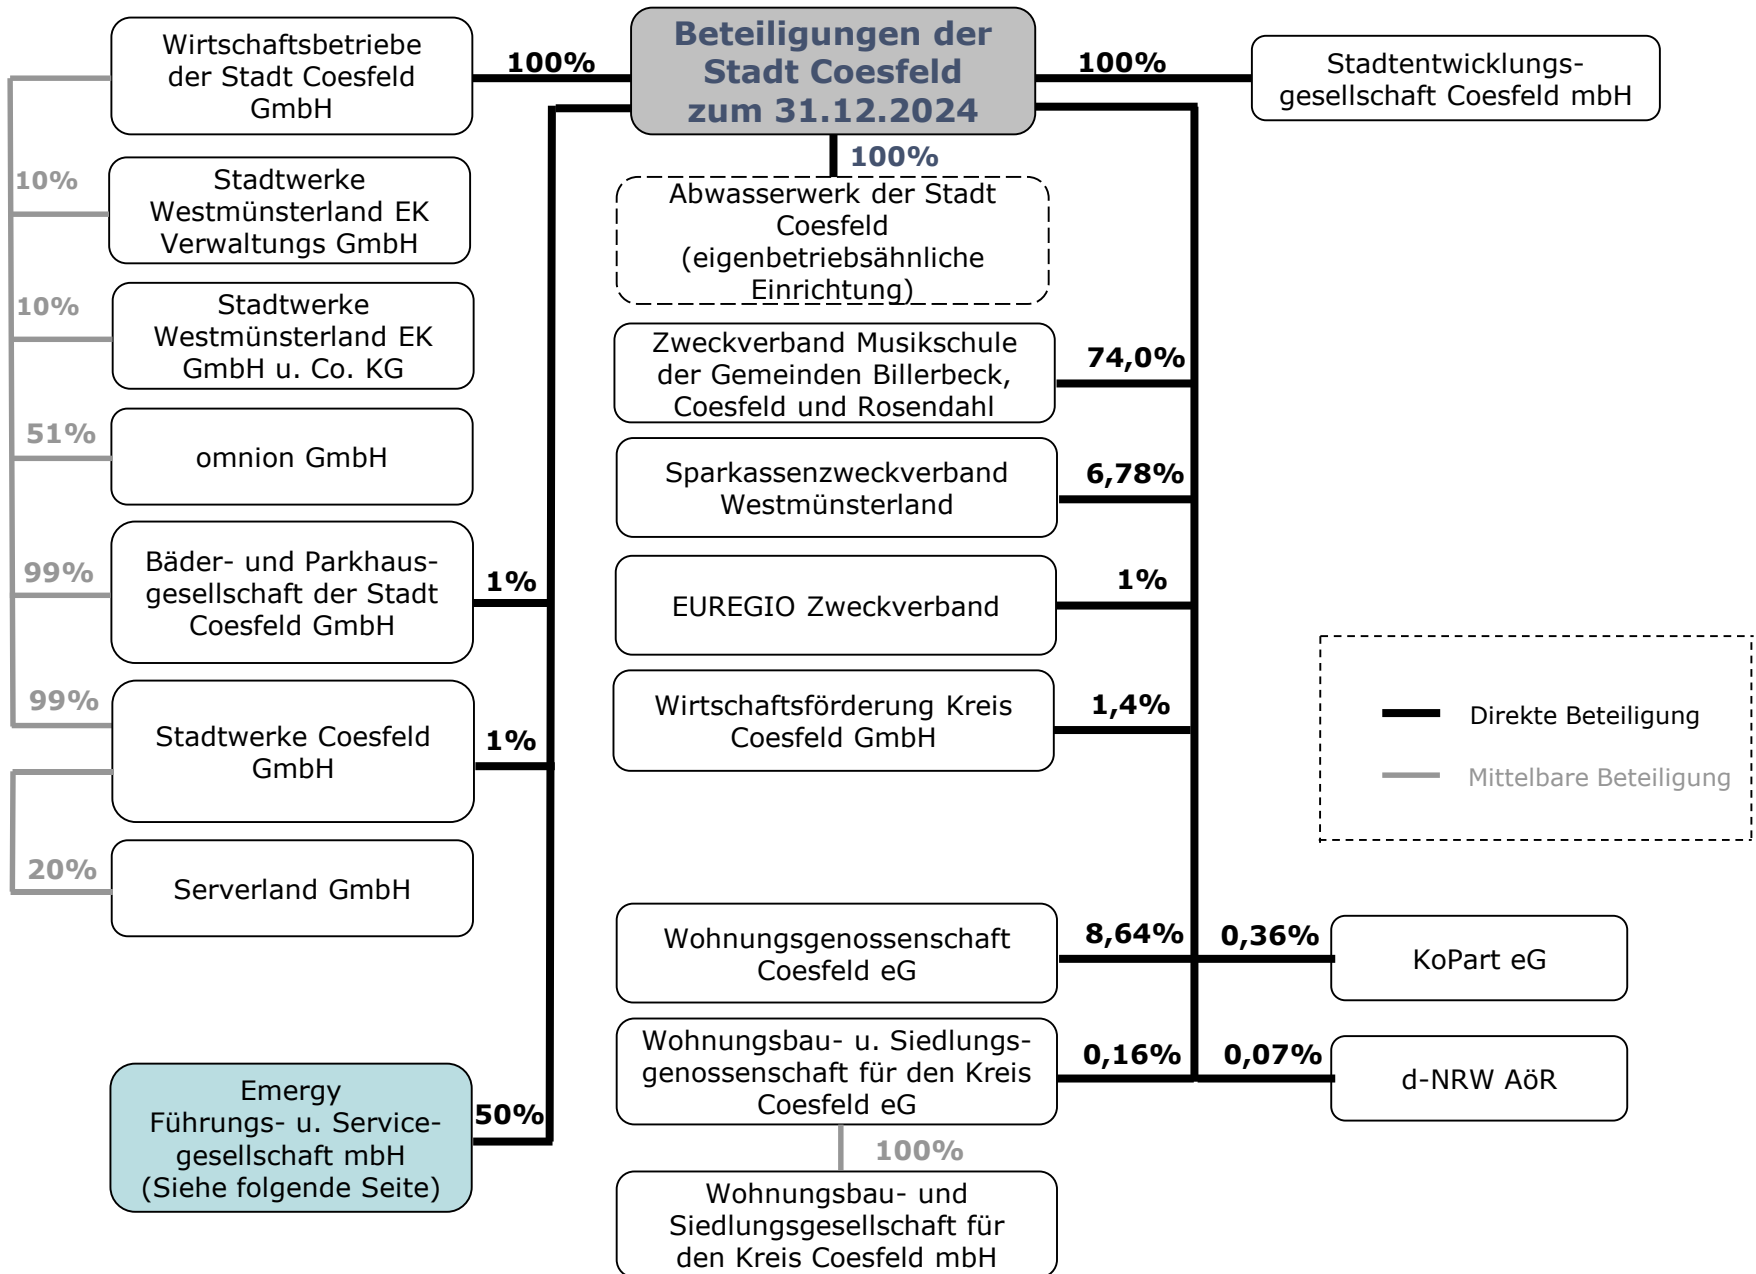 Beteiligungen der
Stadt Coesfeld
zum 31.12.2024
100%
Wirtschaftsbetriebe
der Stadt Coesfeld
GmbH
100%
Stadtentwicklungs-
gesellschaft Coesfeld mbH
100%
Abwasserwerk der Stadt
Coesfeld
(eigenbetriebsähnliche
Einrichtung)
10%
Stadtwerke
Westmünsterland EK
Verwaltungs GmbH
10%
Stadtwerke
Westmünsterland EK
GmbH u. Co. KG
51%
omnion GmbH
99%
Bäder- und Parkhaus-
gesellschaft der Stadt
Coesfeld GmbH
1%
99%
Stadtwerke Coesfeld
GmbH
1%
20%
Serverland GmbH
Emergy
Führungs- u. Service-
gesellschaft mbH
(Siehe folgende Seite)
50%
Zweckverband Musikschule
der Gemeinden Billerbeck,
Coesfeld und Rosendahl
74,0%
Sparkassenzweckverband
Westmünsterland
6,78%
EUREGIO Zweckverband
1%
Wirtschaftsförderung Kreis
Coesfeld GmbH
1,4%
Wohnungsgenossenschaft
Coesfeld eG
8,64%
0,36%
KoPart eG
Wohnungsbau- u. Siedlungs-
genossenschaft für den Kreis
Coesfeld eG
0,16%
0,07%
d-NRW AöR
100%
Wohnungsbau- und
Siedlungsgesellschaft für
den Kreis Coesfeld mbH
Direkte Beteiligung
Mittelbare Beteiligung